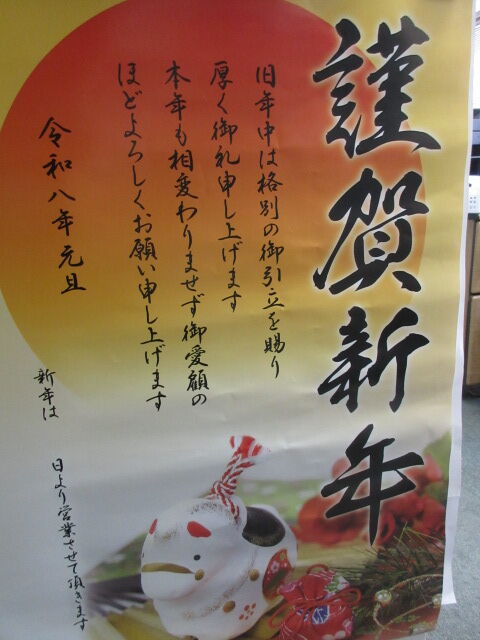 謹賀新年
旧年中は格別の御引立を賜り
厚く御礼申し上げます
本年も相変わりませず御愛顧の
ほどよろしくお願い申し上げます
令和八年元旦
新年は　日より営業させて頂きます